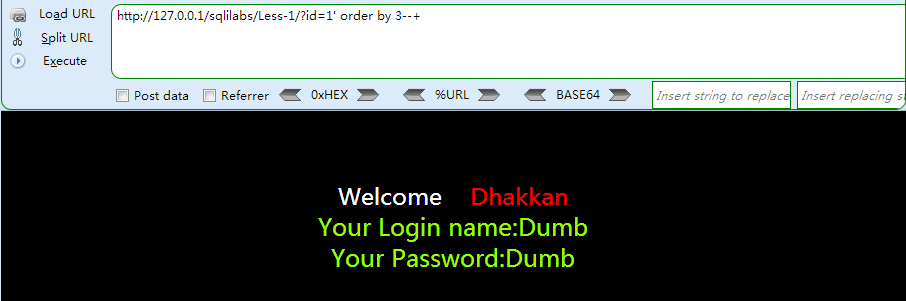 Load URL
http://127.0.0.1/sqlilabs/Less-1/?id=1' order by 3--+
Split URL
Execute
Post data Referrer 0xHEX %URL BASE64 Insert string to replace Insert replacing st
Welcome Dhakkan
Your Login name:Dumb
Your Password:Dumb